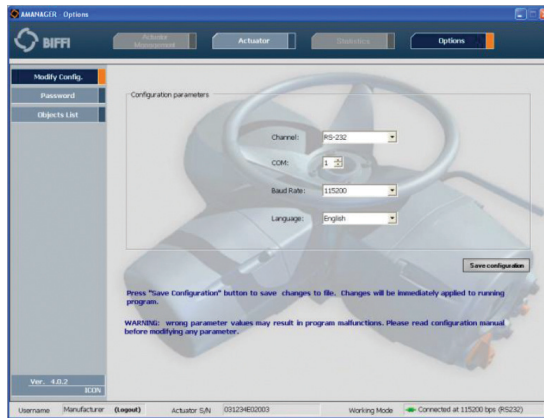 AMANAGER - Options
BIFFI
Actuator Management
Actuator
Statistics
Options
Modify Config.
Password
Objects List
Configuration parameters
Channel: RS-232
COM: 1
Baud Rate: 115200
Language: English
Save configuration
Press "Save Configuration" button to save changes to file. Changes will be immediately applied to running
program.
WARNING: wrong parameter values may result in program malfunctions. Please read configuration manual
before modifying any parameter.
Ver. 4.0.2
ICON
Username Manufacturer (Logout) Actuator S/N 031234E02003 Working Mode Connected at 115200 bps (RS232)